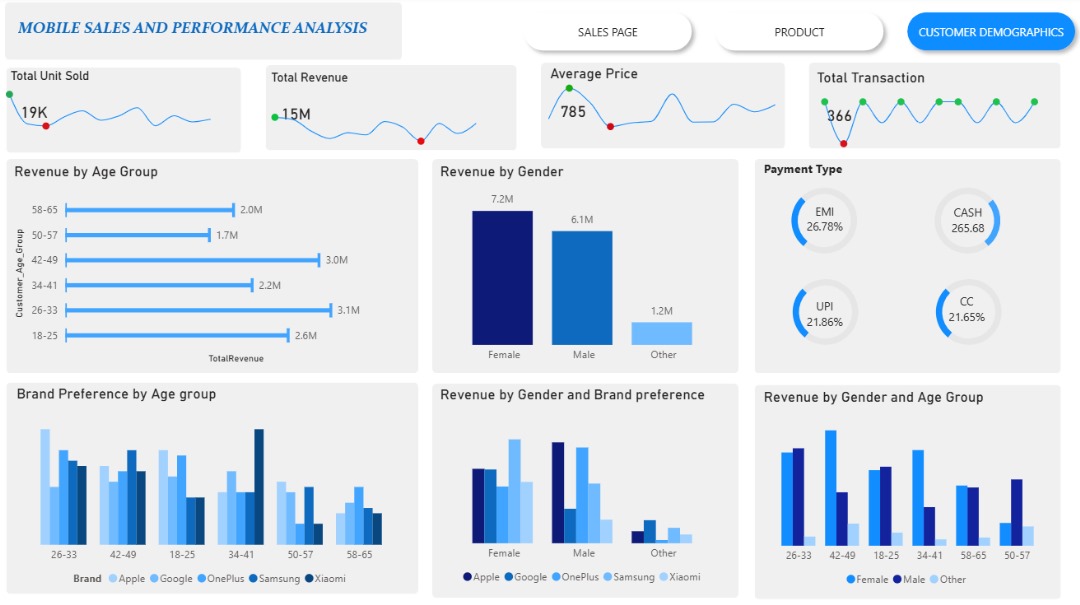 MOBILE SALES AND PERFORMANCE ANALYSIS
SALES PAGE
PRODUCT
CUSTOMER DEMOGRAPHICS
Total Unit Sold
19K
Total Revenue
15M
Average Price
785
Total Transaction
366
Revenue by Age Group
Customer_Age_Group
58-65 2.0M
50-57 1.7M
42-49 3.0M
34-41 2.2M
26-33 3.1M
18-25 2.6M
TotalRevenue
Revenue by Gender
7.2M
6.1M
1.2M
Female Male Other
Payment Type
EMI
26.78%
CASH
265.68
UPI
21.86%
CC
21.65%
Brand Preference by Age group
26-33 42-49 18-25 34-41 50-57 58-65
Brand Apple Google OnePlus Samsung Xiaomi
Revenue by Gender and Brand preference
Female Male Other
Apple Google OnePlus Samsung Xiaomi
Revenue by Gender and Age Group
26-33 42-49 18-25 34-41 58-65 50-57
Female Male Other